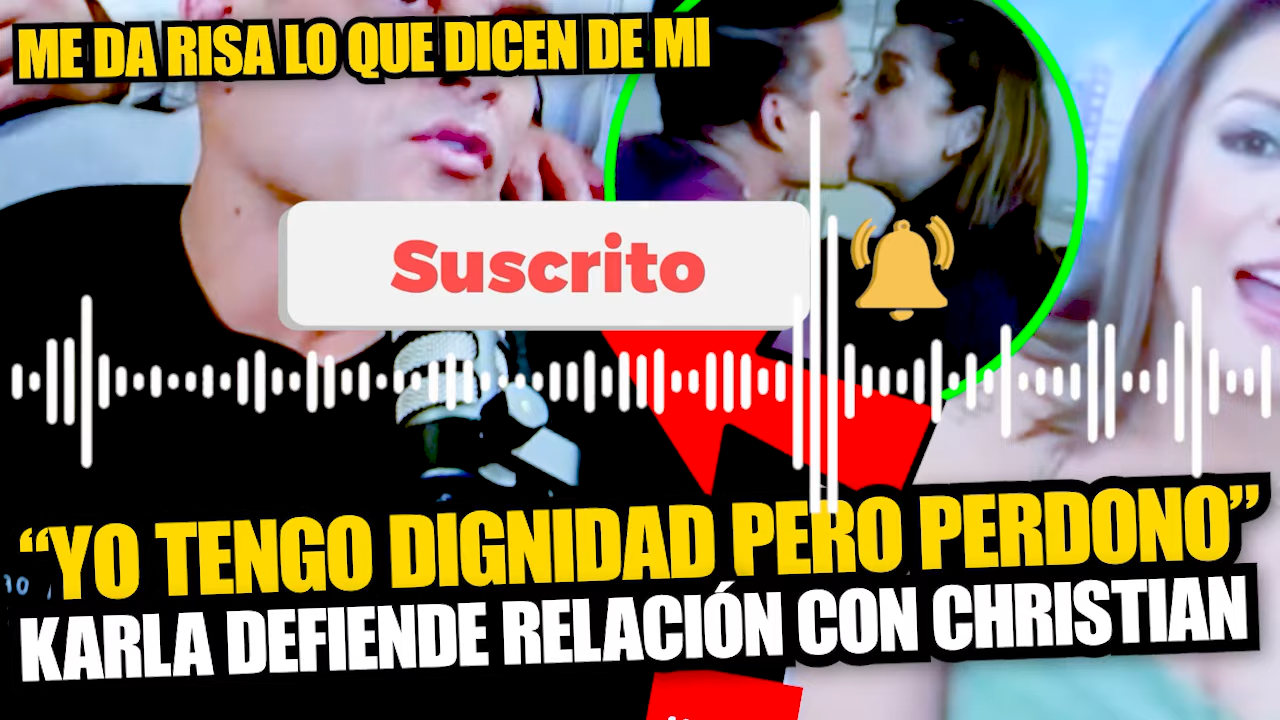 ME DA RISA LO QUE DICEN DE MI
Suscrito
“YO TENGO DIGNIDAD PERO PERDONO”
KARLA DEFIENDE RELACIÓN CON CHRISTIAN